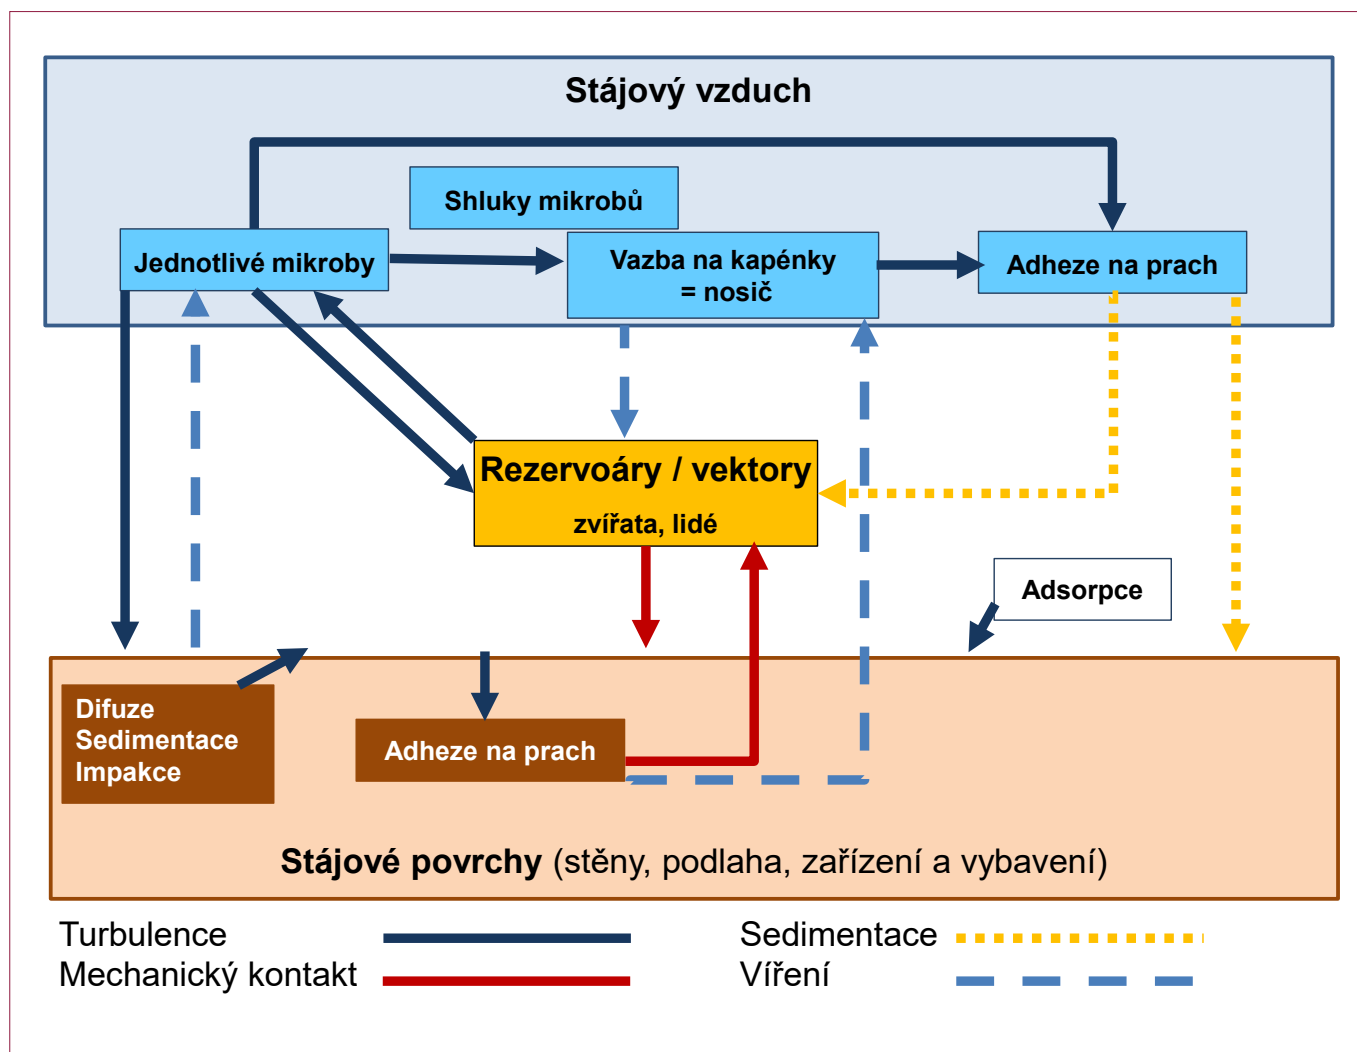 Stájový vzduch
Shluky mikrobů
Jednotlivé mikroby
Vazba na kapénky
= nosič
Adheze na prach
Rezervoáry / vektory
zvířata, lidé
Adsorpce
Difuze
Sedimentace
Impakce
Adheze na prach
Stájové povrchy (stěny, podlaha, zařízení a vybavení)
Turbulence
Sedimentace
Mechanický kontakt
Víření